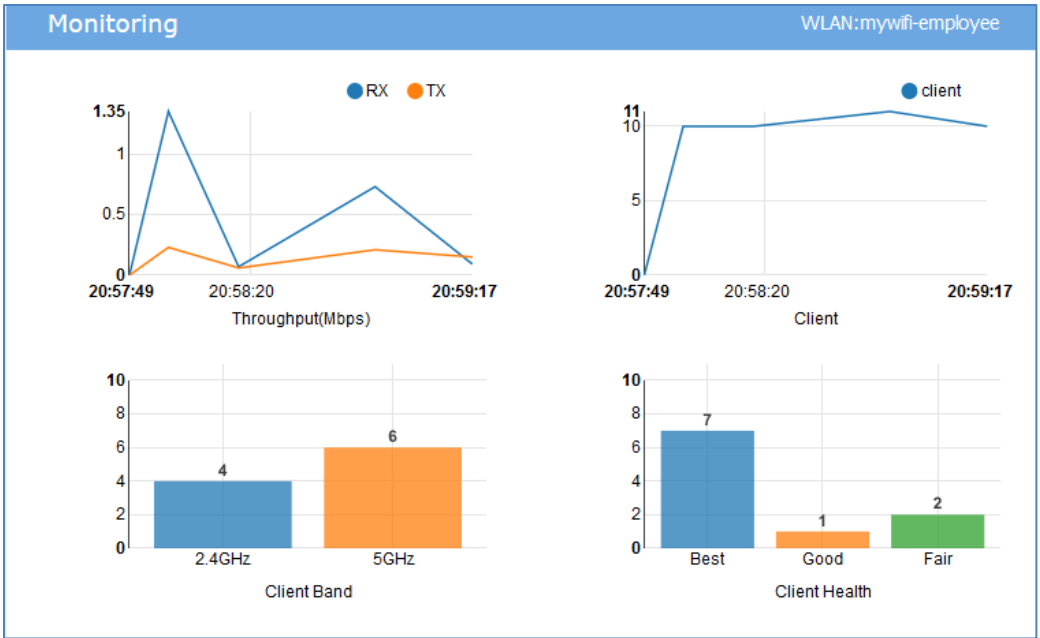 Monitoring
WLAN:mywifi-employee
RX TX
1.35
1
0.5
0
20:57:49 20:58:20 20:59:17
Throughput(Mbps)
client
11
10
5
0
20:57:49 20:58:20 20:59:17
Client
10
8
6
4
2
0
4
6
2.4GHz 5GHz
Client Band
10
8
6
4
2
0
7
1
2
Best Good Fair
Client Health